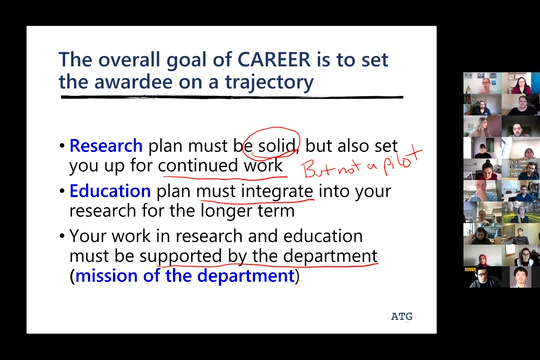 The overall goal of CAREER is to set
the awardee on a trajectory
• Research plan must be solid, but also set
you up for continued work
But not a pilot
• Education plan must integrate into your
research for the longer term
• Your work in research and education
must be supported by the department
(mission of the department)
ATG